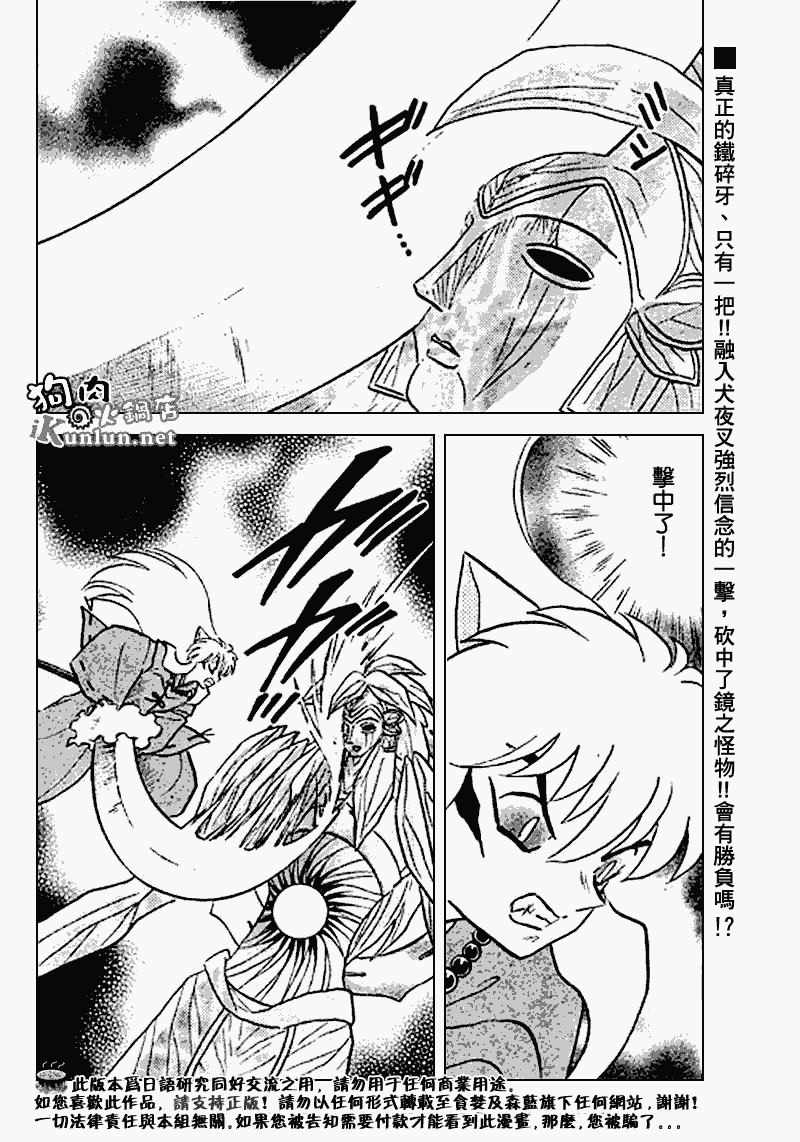 ■真正的鐵碎牙、只有一把!!融入犬夜叉強烈信念的一擊，砍中了鏡之怪物!!會有勝負嗎!?
ギギギ…
擊中了！
ガガガ
狗肉火鍋店
iKunlun.net
此版本爲日語研究同好交流之用，請勿用于任何商業用途。
如您喜歡此作品，請支持正版！請勿以任何形式轉載至貪婪及森藍旗下任何網站，謝謝！
一切法律責任與本組無關。如果您被告知需要付款才能看到此漫畫，那麼，您被騙了。。。